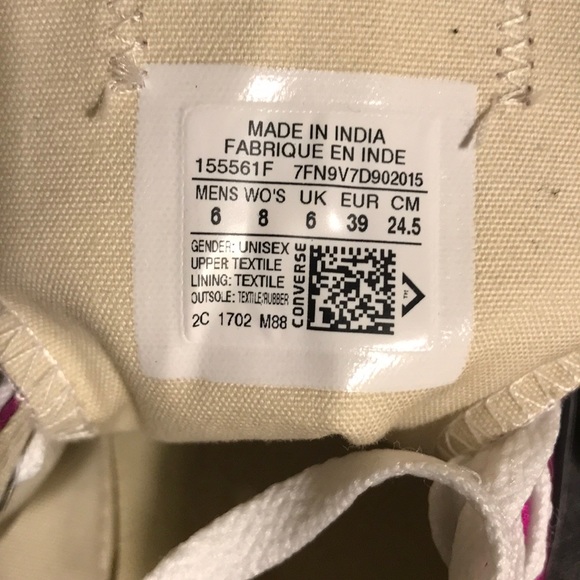 MADE IN INDIA
FABRIQUE EN INDE
155561F 7FN9V7D902015
MENS WO'S UK EUR CM
6 8 6 39 24.5
GENDER: UNISEX
UPPER TEXTILE
LINING: TEXTILE
OUTSOLE: TEXTILE/RUBBER
2C 1702 M88
CONVERSE
™